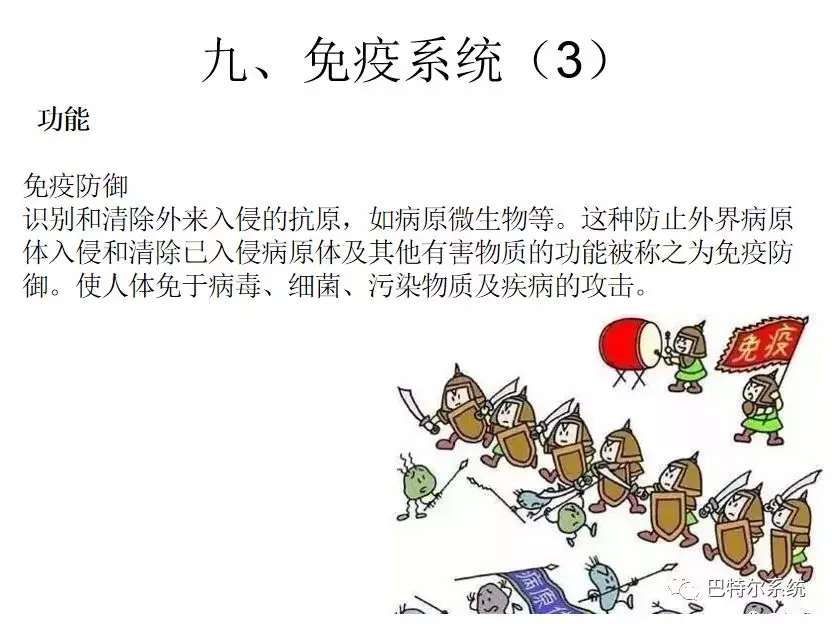 九、免疫系统（3）
功能
免疫防御
识别和清除外来入侵的抗原，如病原微生物等。这种防止外界病原
体入侵和清除已入侵病原体及其他有害物质的功能被称之为免疫防
御。使人体免于病毒、细菌、污染物质及疾病的攻击。
免疫
病原体
巴特尔系统